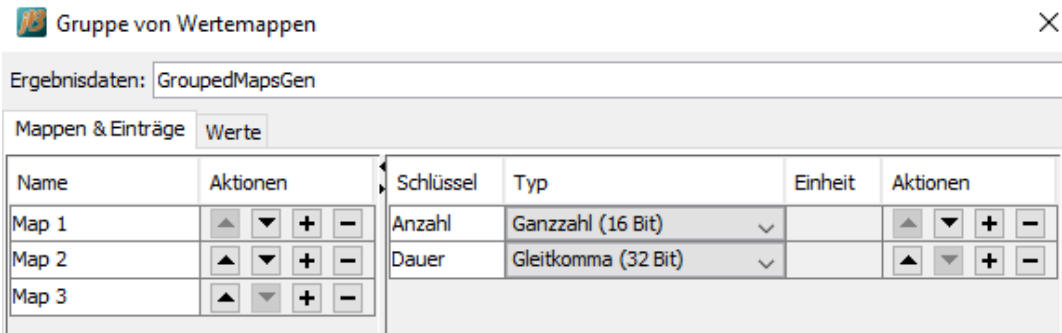 Gruppe von Wertemappen
Ergebnisdaten: GroupedMapsGen
Mappen & Einträge Werte
Name Aktionen Schlüssel Typ Einheit Aktionen
Map 1 Anzahl Ganzzahl (16 Bit)
Map 2 Dauer Gleitkomma (32 Bit)
Map 3